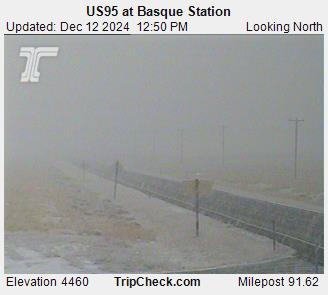 US95 at Basque Station
Updated: Dec 12 2024 12:50 PM Looking North
Elevation 4460 TripCheck.com Milepost 91.62